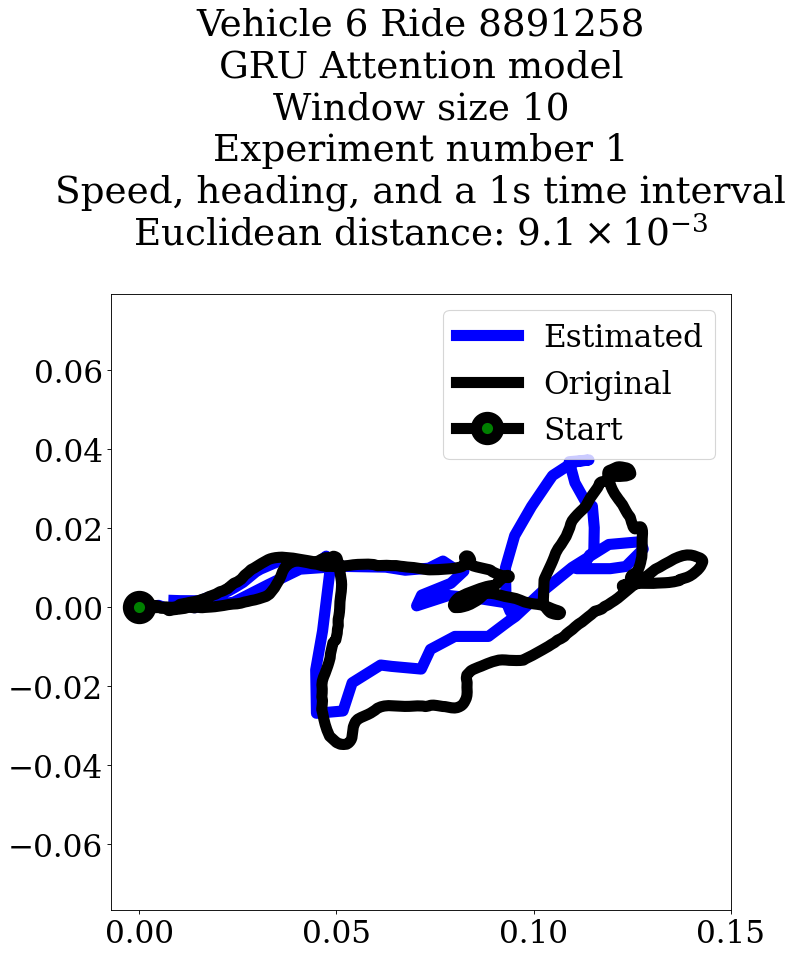 Vehicle 6 Ride 8891258
GRU Attention model
Window size 10
Experiment number 1
Speed, heading, and a 1s time interval
Euclidean distance: 9.1 × 10⁻³
Estimated
Original
Start
0.06
0.04
0.02
0.00
−0.02
−0.04
−0.06
0.00 0.05 0.10 0.15